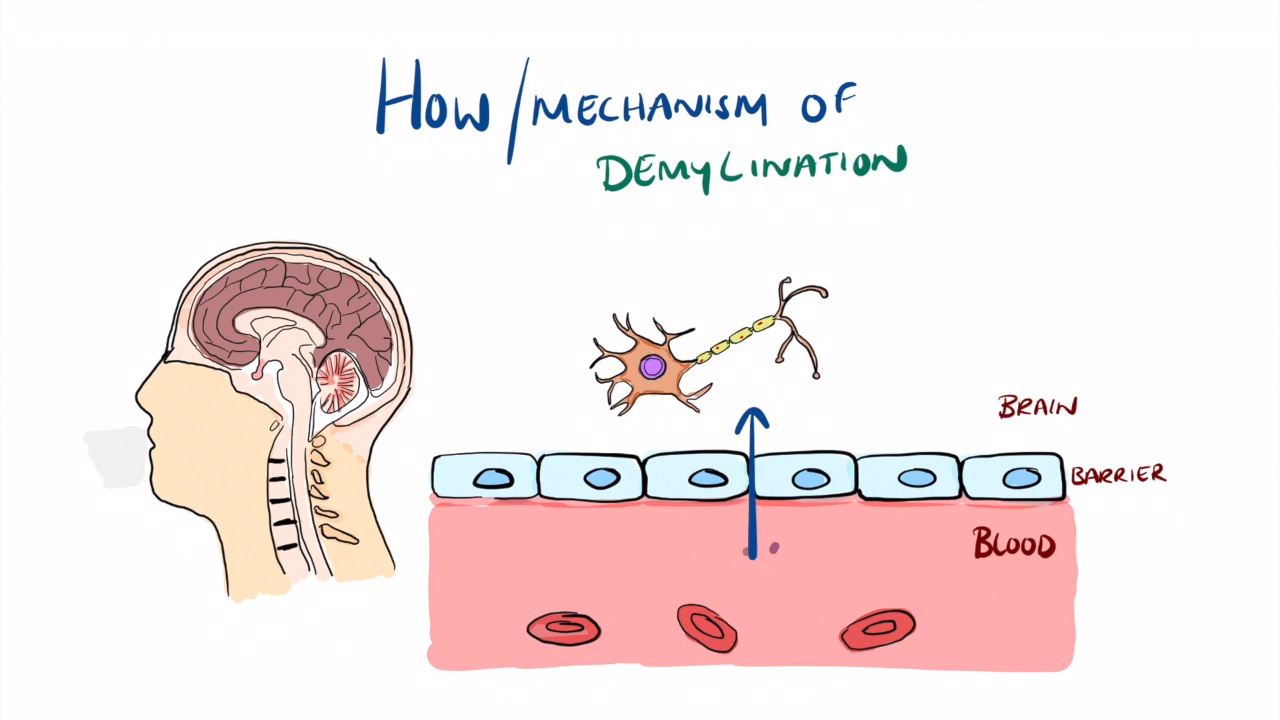 HOW/MECHANISM OF
DEMYLINATION
BRAIN
BARRIER
BLOOD